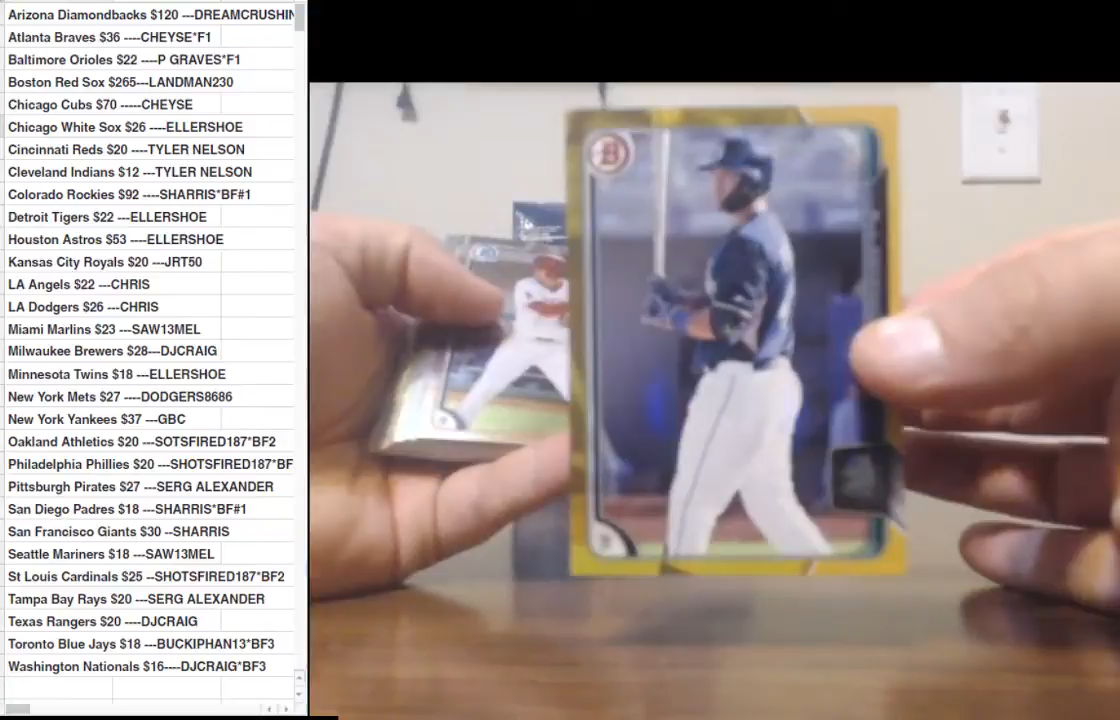 Arizona Diamondbacks $120 ---DREAMCRUSHIN
Atlanta Braves $36 ----CHEYSE*F1
Baltimore Orioles $22 ----P GRAVES*F1
Boston Red Sox $265---LANDMAN230
Chicago Cubs $70 -----CHEYSE
Chicago White Sox $26 ----ELLERSHOE
Cincinnati Reds $20 ----TYLER NELSON
Cleveland Indians $12 ---TYLER NELSON
Colorado Rockies $92 ----SHARRIS*BF#1
Detroit Tigers $22 ---ELLERSHOE
Houston Astros $53 ----ELLERSHOE
Kansas City Royals $20 ---JRT50
LA Angels $22 ---CHRIS
LA Dodgers $26 ---CHRIS
Miami Marlins $23 ---SAW13MEL
Milwaukee Brewers $28---DJCRAIG
Minnesota Twins $18 ---ELLERSHOE
New York Mets $27 ----DODGERS8686
New York Yankees $37 ---GBC
Oakland Athletics $20 ---SOTSFIRED187*BF2
Philadelphia Phillies $20 ---SHOTSFIRED187*BF
Pittsburgh Pirates $27 ---SERG ALEXANDER
San Diego Padres $18 ---SHARRIS*BF#1
San Francisco Giants $30 ---SHARRIS
Seattle Mariners $18 ---SAW13MEL
St Louis Cardinals $25 --SHOTSFIRED187*BF2
Tampa Bay Rays $20 ---SERG ALEXANDER
Texas Rangers $20 ----DJCRAIG
Toronto Blue Jays $18 ---BUCKIPHAN13*BF3
Washington Nationals $16----DJCRAIG*BF3
B